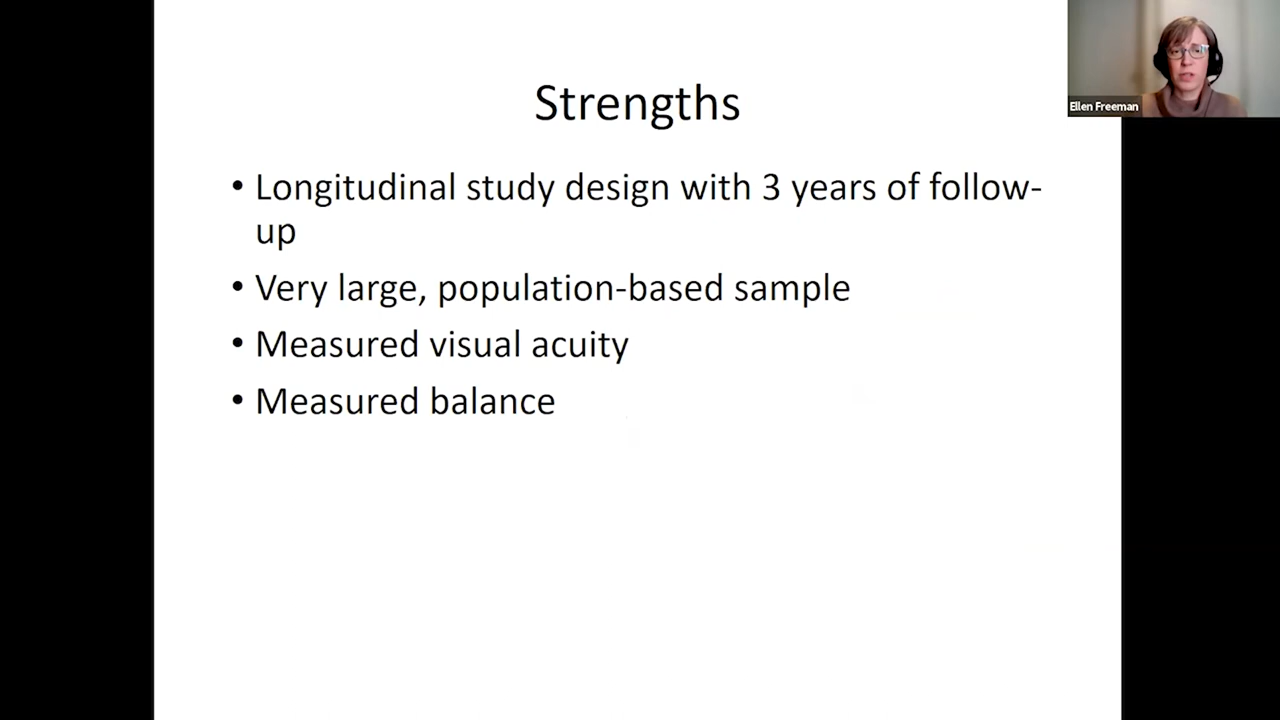 Strengths
• Longitudinal study design with 3 years of follow-
up
• Very large, population-based sample
• Measured visual acuity
• Measured balance
Ellen Freeman